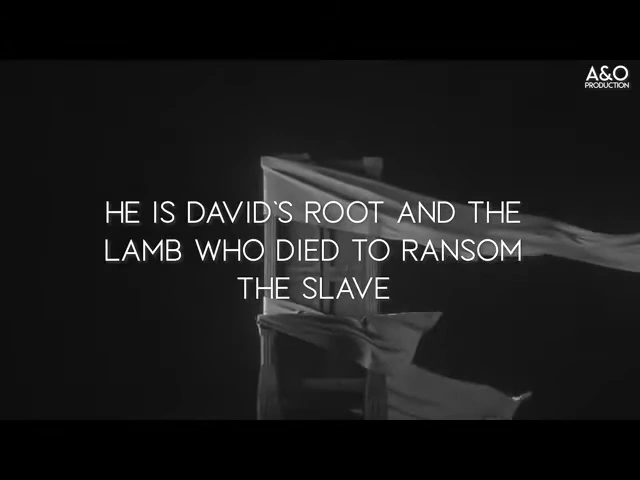 A&O
PRODUCTION
HE IS DAVID'S ROOT AND THE
LAMB WHO DIED TO RANSOM
THE SLAVE